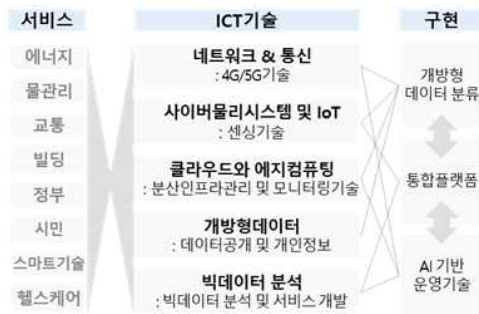 서비스
ICT기술
구현
에너지
물관리
교통
빌딩
정부
시민
스마트기술
헬스케어
네트워크 & 통신
: 4G/5G기술
사이버물리시스템 및 IoT
: 센싱기술
클라우드와 에지컴퓨팅
: 분산인프라관리 및 모니터링기술
개방형데이터
: 데이터공개 및 개인정보
빅데이터 분석
: 빅데이터 분석 및 서비스 개발
개방형
데이터 분류
통합플랫폼
AI 기반
운영기술